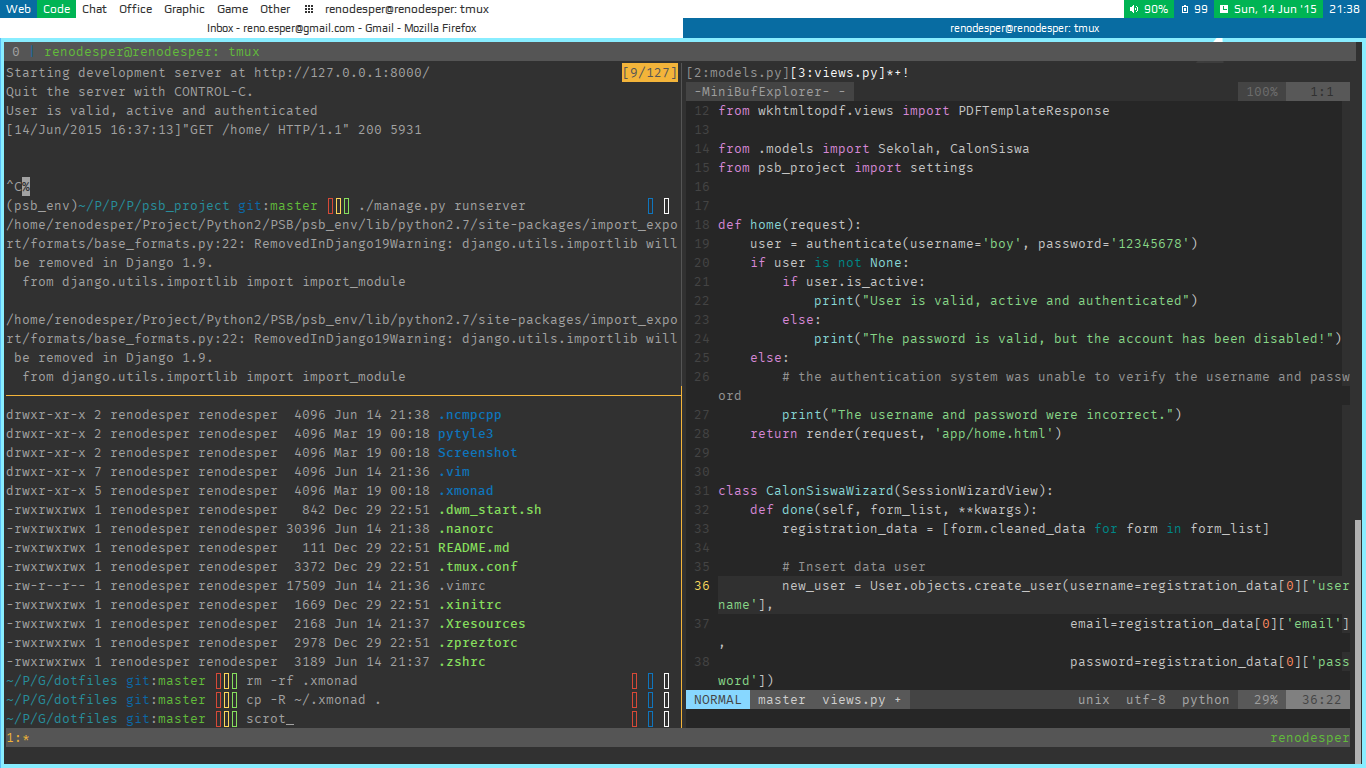 Web Code Chat Office Graphic Game Other renodesper@renodesper: tmux 90% 99 Sun, 14 Jun '15 21:38
Inbox - reno.esper@gmail.com - Gmail - Mozilla Firefox
renodesper@renodesper: tmux
0 renodesper@renodesper: tmux
Starting development server at http://127.0.0.1:8000/ [9/127]
Quit the server with CONTROL-C.
User is valid, active and authenticated
[14/Jun/2015 16:37:13]"GET /home/ HTTP/1.1" 200 5931
^C%
(psb_env)~/P/P/P/psb_project git:master ./manage.py runserver
/home/renodesper/Project/Python2/PSB/psb_env/lib/python2.7/site-packages/import_expo
rt/formats/base_formats.py:22: RemovedInDjango19Warning: django.utils.importlib will
be removed in Django 1.9.
from django.utils.importlib import import_module
/home/renodesper/Project/Python2/PSB/psb_env/lib/python2.7/site-packages/import_expo
rt/formats/base_formats.py:22: RemovedInDjango19Warning: django.utils.importlib will
be removed in Django 1.9.
from django.utils.importlib import import_module
drwxr-xr-x 2 renodesper renodesper 4096 Jun 14 21:38 .ncmpcpp
drwxr-xr-x 2 renodesper renodesper 4096 Mar 19 00:18 pytyle3
drwxr-xr-x 2 renodesper renodesper 4096 Mar 19 00:18 Screenshot
drwxr-xr-x 7 renodesper renodesper 4096 Jun 14 21:36 .vim
drwxr-xr-x 5 renodesper renodesper 4096 Mar 19 00:18 .xmonad
-rwxrwxrwx 1 renodesper renodesper 842 Dec 29 22:51 .dwm_start.sh
-rwxrwxrwx 1 renodesper renodesper 30396 Jun 14 21:38 .nanorc
-rwxrwxrwx 1 renodesper renodesper 111 Dec 29 22:51 README.md
-rwxrwxrwx 1 renodesper renodesper 3372 Dec 29 22:51 .tmux.conf
-rw-r--r-- 1 renodesper renodesper 17509 Jun 14 21:36 .vimrc
-rwxrwxrwx 1 renodesper renodesper 1669 Dec 29 22:51 .xinitrc
-rwxrwxrwx 1 renodesper renodesper 2168 Jun 14 21:37 .Xresources
-rwxrwxrwx 1 renodesper renodesper 2978 Dec 29 22:51 .zpreztorc
-rwxrwxrwx 1 renodesper renodesper 3189 Jun 14 21:37 .zshrc
~/P/G/dotfiles git:master rm -rf .xmonad
~/P/G/dotfiles git:master cp -R ~/.xmonad .
~/P/G/dotfiles git:master scrot_
[2:models.py][3:views.py]*+!
-MiniBufExplorer- - 100% 1:1
12 from wkhtmltopdf.views import PDFTemplateResponse
13
14 from .models import Sekolah, CalonSiswa
15 from psb_project import settings
16
17
18 def home(request):
19 user = authenticate(username='boy', password='12345678')
20 if user is not None:
21 if user.is_active:
22 print("User is valid, active and authenticated")
23 else:
24 print("The password is valid, but the account has been disabled!")
25 else:
26 # the authentication system was unable to verify the username and passw
ord
27 print("The username and password were incorrect.")
28 return render(request, 'app/home.html')
29
30
31 class CalonSiswaWizard(SessionWizardView):
32 def done(self, form_list, **kwargs):
33 registration_data = [form.cleaned_data for form in form_list]
34
35 # Insert data user
36 new_user = User.objects.create_user(username=registration_data[0]['user
name'],
37 email=registration_data[0]['email']
,
38 password=registration_data[0]['pass
word'])
NORMAL master views.py + unix utf-8 python 29% 36:22
1:* renodesper